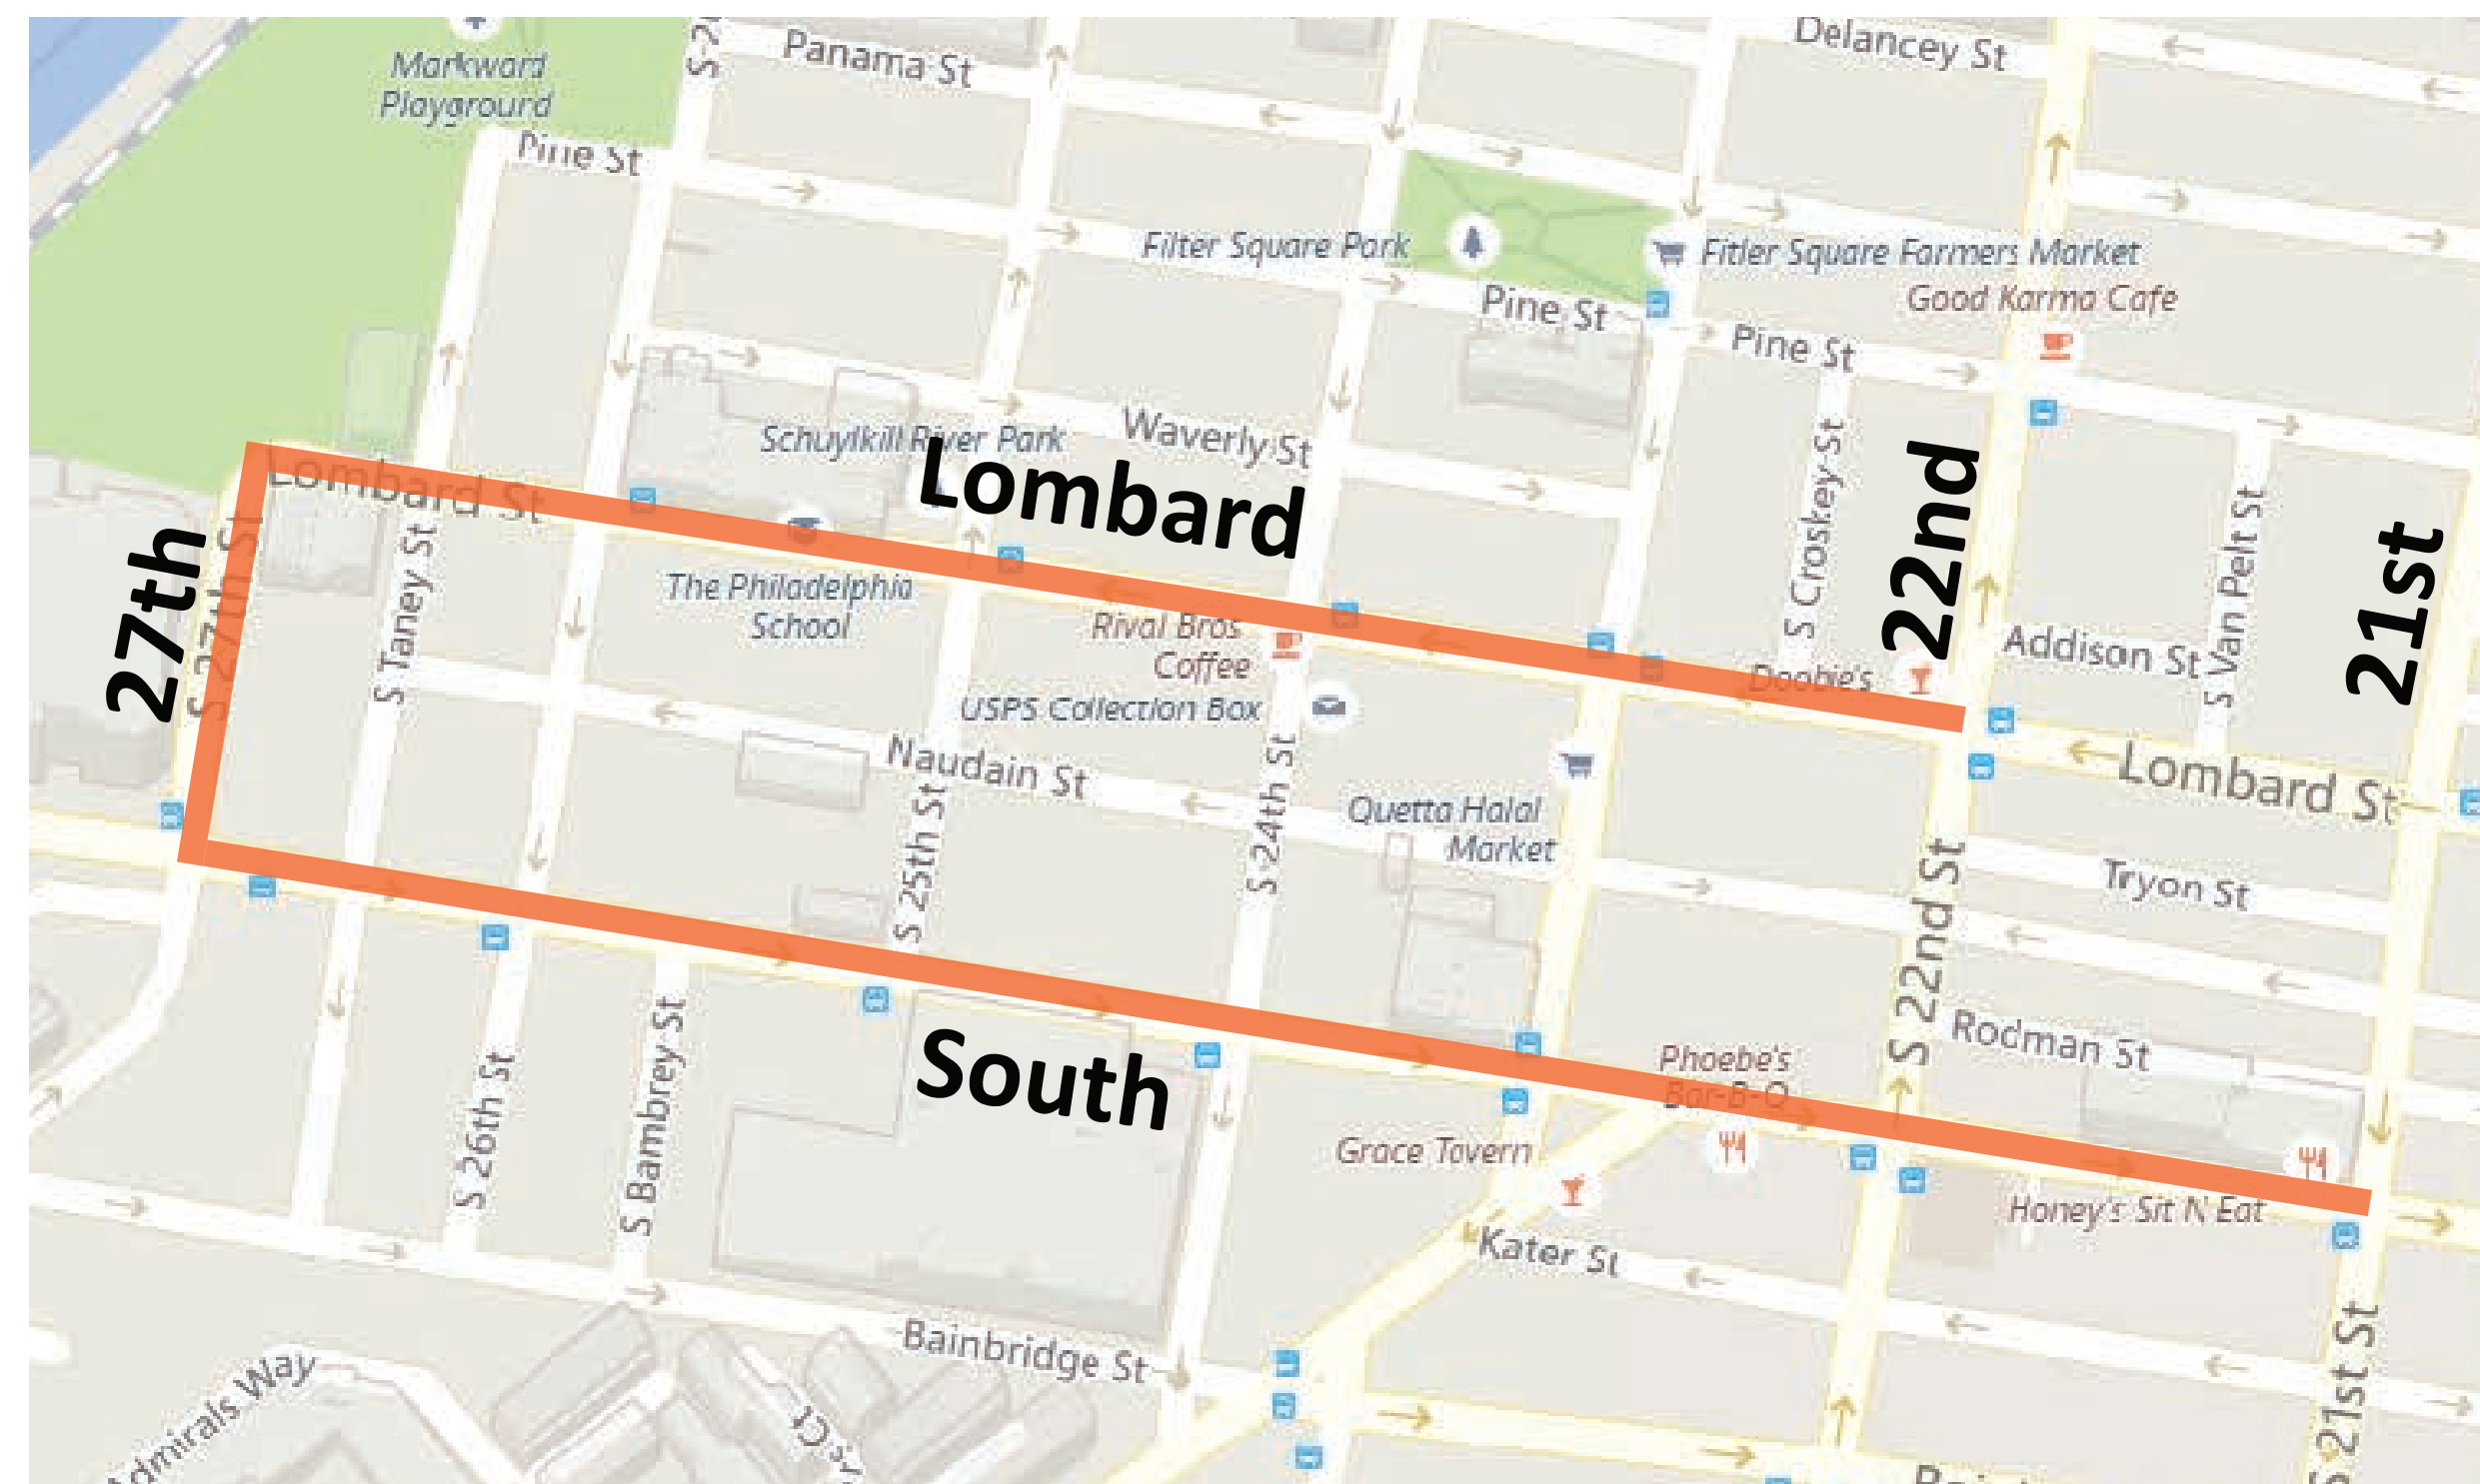 Delancey St
Panama St
Markward
Playground
Pine St
Filter Square Park
Fitler Square Farmers Market
Good Karma Cafe
Pine St
Pine St
Schuylkill River Park
Waverly St
Lombard
22nd
21st
27th
Lombard St
S 27th St
S Taney St
The Philadelphia
School
Rival Bros
Coffee
USPS Collection Box
S Croskey St
Doobie's
Addison St
S Van Pelt St
Lombard St
Naudain St
S 25th St
S 24th St
Quetta Halal
Market
S 22nd St
Tryon St
Rodman St
South
S 26th St
S Bambrey St
Phoebe's
Bar-B-Q
Grace Tavern
Honey's Sit N Eat
Kater St
Bainbridge St
S 21st St
Admirals Way